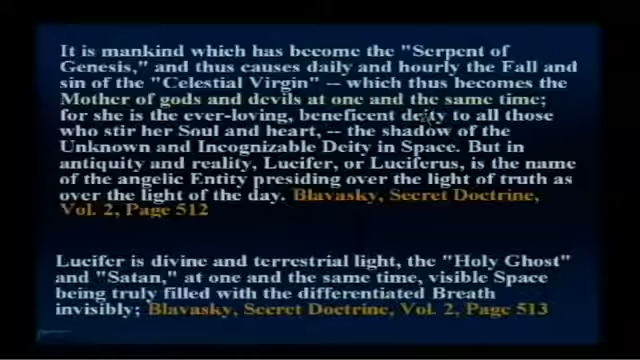 It is mankind which has become the "Serpent of
Genesis," and thus causes daily and hourly the Fall and
sin of the "Celestial Virgin" -- which thus becomes the
Mother of gods and devils at one and the same time;
for she is the ever-loving, beneficent deity to all those
who stir her Soul and heart, -- the shadow of the
Unknown and Incognizable Deity in Space. But in
antiquity and reality, Lucifer, or Luciferus, is the name
of the angelic Entity presiding over the light of truth as
over the light of the day. Blavasky, Secret Doctrine,
Vol. 2, Page 512
Lucifer is divine and terrestrial light, the "Holy Ghost"
and "Satan," at one and the same time, visible Space
being truly filled with the differentiated Breath
invisibly; Blavasky, Secret Doctrine, Vol. 2, Page 513